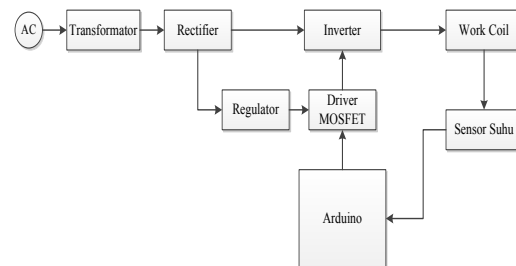 AC
Transformator
Rectifier
Inverter
Work Coil
Regulator
Driver
MOSFET
Sensor Suhu
Arduino